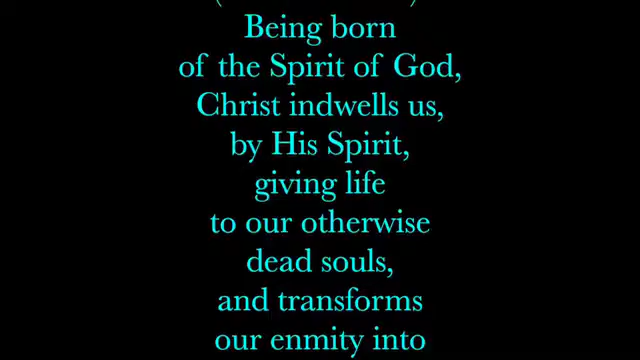 Being born
of the Spirit of God,
Christ indwells us,
by His Spirit,
giving life
to our otherwise
dead souls,
and transforms
our enmity into